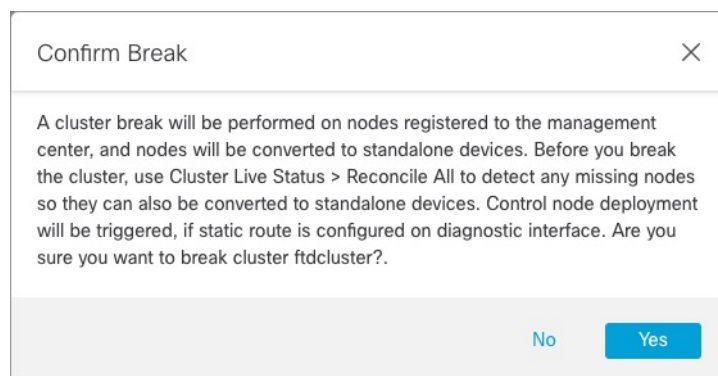 Confirm Break
A cluster break will be performed on nodes registered to the management
center, and nodes will be converted to standalone devices. Before you break
the cluster, use Cluster Live Status > Reconcile All to detect any missing nodes
so they can also be converted to standalone devices. Control node deployment
will be triggered, if static route is configured on diagnostic interface. Are you
sure you want to break cluster ftdcluster?.
No
Yes